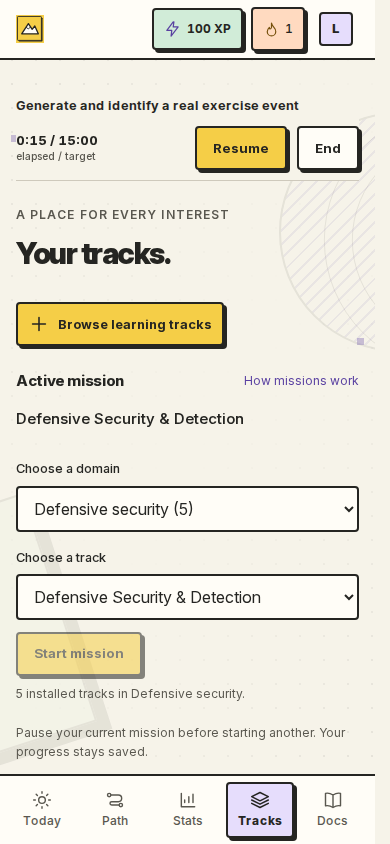 100 XP
1
L
Generate and identify a real exercise event
0:15 / 15:00
elapsed / target
Resume
End
A PLACE FOR EVERY INTEREST
Your tracks.
Browse learning tracks
Active mission
How missions work
Defensive Security & Detection
Choose a domain
Defensive security (5)
Choose a track
Defensive Security & Detection
Start mission
5 installed tracks in Defensive security.
Pause your current mission before starting another. Your
progress stays saved.
Today
Path
Stats
Tracks
Docs